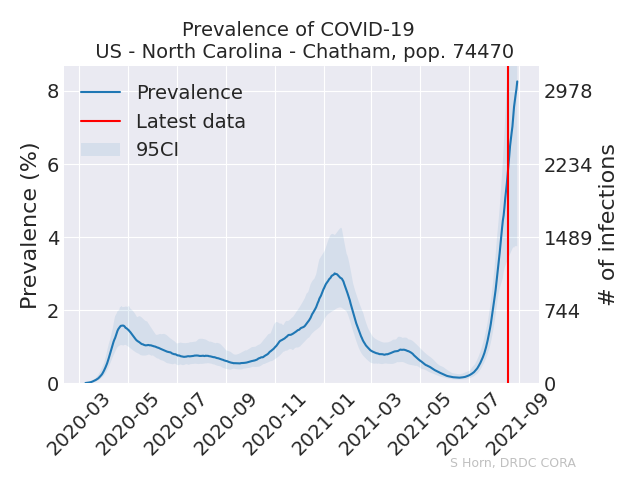 Prevalence of COVID-19
US - North Carolina - Chatham, pop. 74470
Prevalence
Latest data
95CI
Prevalence (%)
8
6
4
2
0
# of infections
2978
2234
1489
744
0
2020-03
2020-05
2020-07
2020-09
2020-11
2021-01
2021-03
2021-05
2021-07
2021-09
S Horn, DRDC CORA